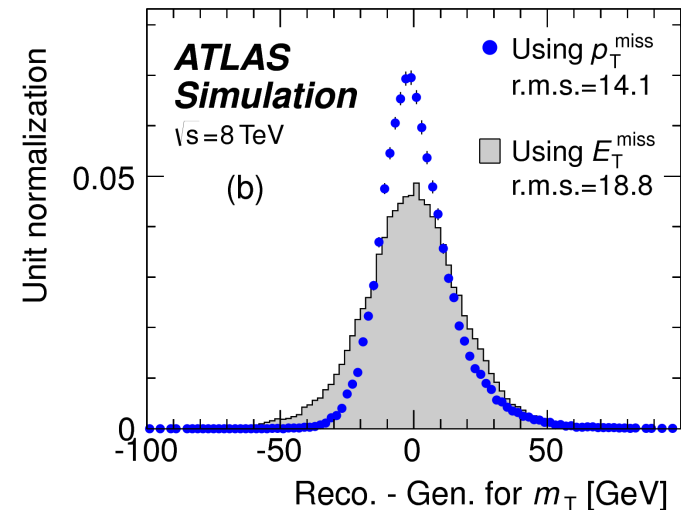 ATLAS
Simulation
√s=8 TeV
(b)
Using p_T^miss
r.m.s.=14.1
Using E_T^miss
r.m.s.=18.8
Unit normalization
0.05
0
-100 -50 0 50
Reco. - Gen. for m_T [GeV]